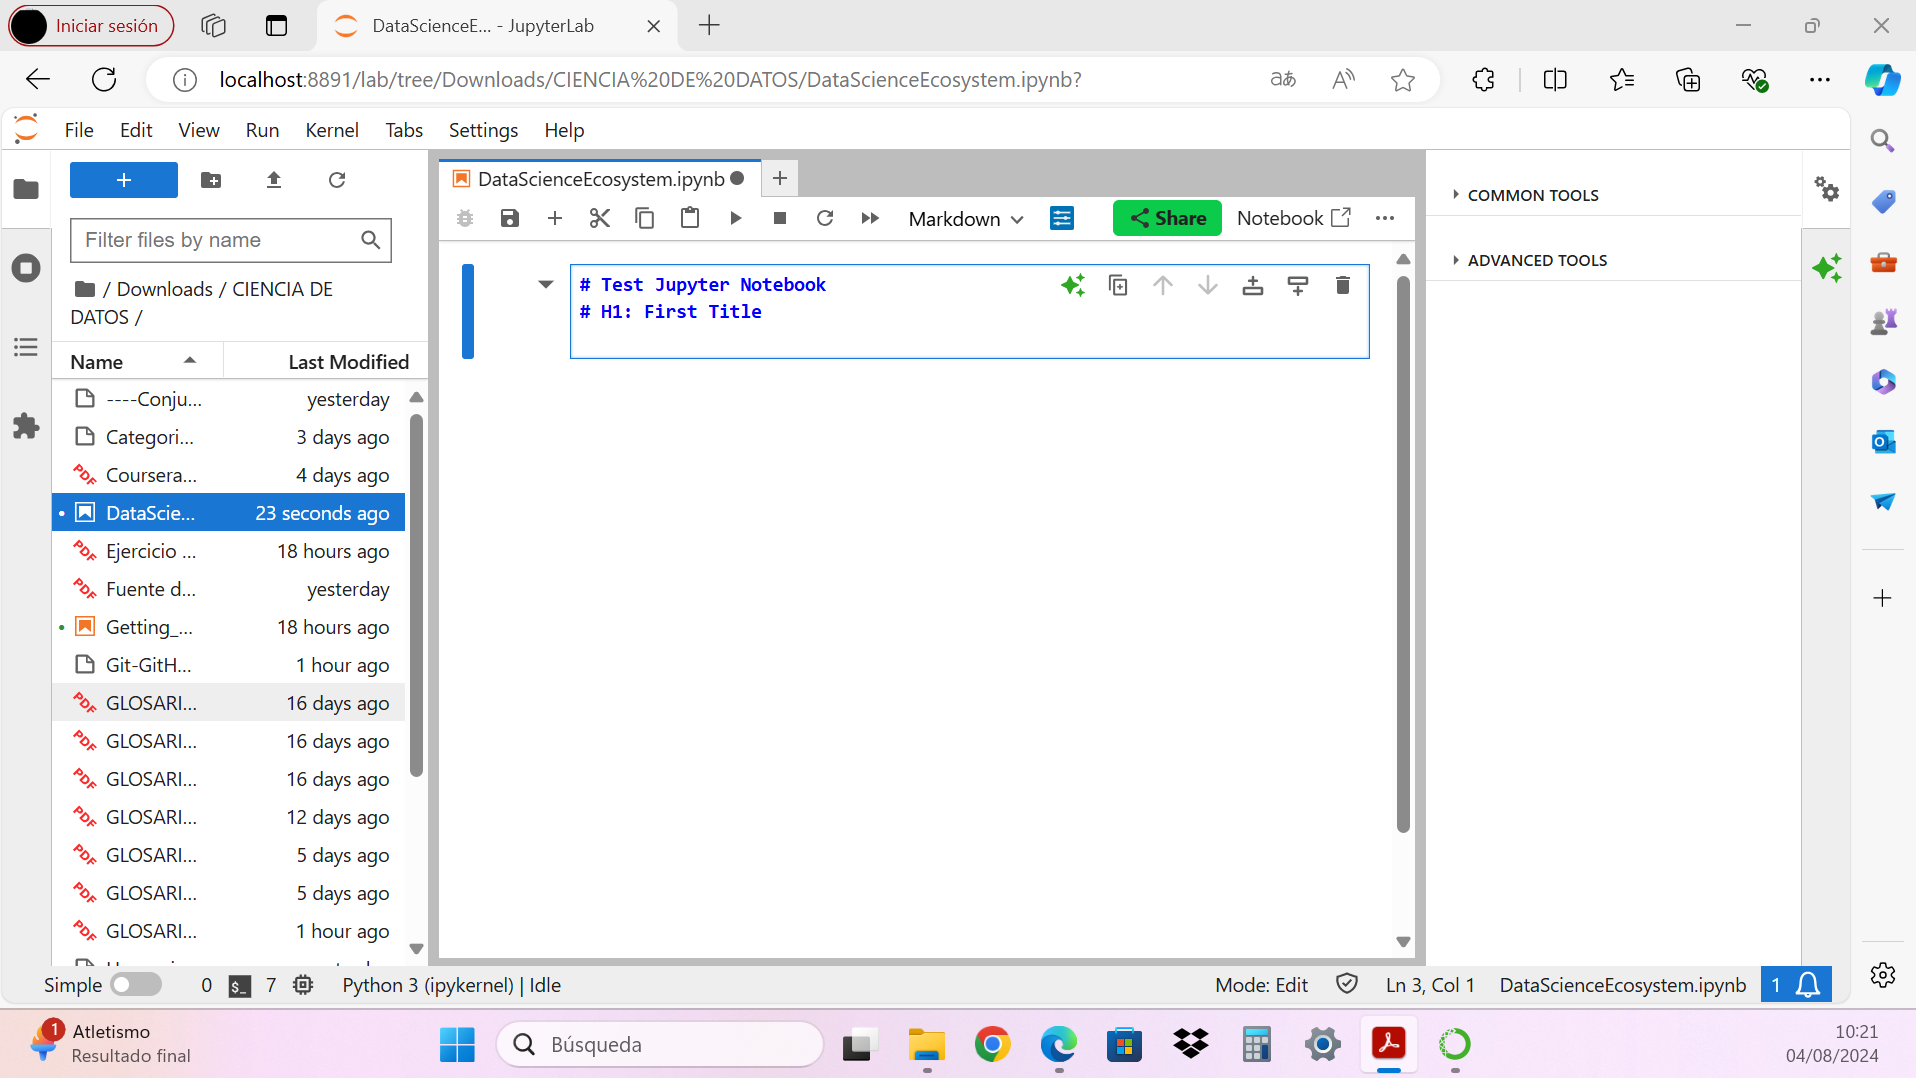 Iniciar sesión
DataScienceE... - JupyterLab
localhost:8891/lab/tree/Downloads/CIENCIA%20DE%20DATOS/DataScienceEcosystem.ipynb?
File Edit View Run Kernel Tabs Settings Help
Filter files by name
/ Downloads / CIENCIA DE
DATOS /
Name Last Modified
----Conju... yesterday
Categori... 3 days ago
Coursera... 4 days ago
DataScie... 23 seconds ago
Ejercicio ... 18 hours ago
Fuente d... yesterday
Getting_... 18 hours ago
Git-GitH... 1 hour ago
GLOSARI... 16 days ago
GLOSARI... 16 days ago
GLOSARI... 16 days ago
GLOSARI... 12 days ago
GLOSARI... 5 days ago
GLOSARI... 5 days ago
GLOSARI... 1 hour ago
DataScienceEcosystem.ipynb
Markdown Share Notebook
# Test Jupyter Notebook
# H1: First Title
COMMON TOOLS
ADVANCED TOOLS
Simple 0 7 Python 3 (ipykernel) | Idle
Mode: Edit Ln 3, Col 1 DataScienceEcosystem.ipynb 1
1 Atletismo
Resultado final
Búsqueda
10:21
04/08/2024